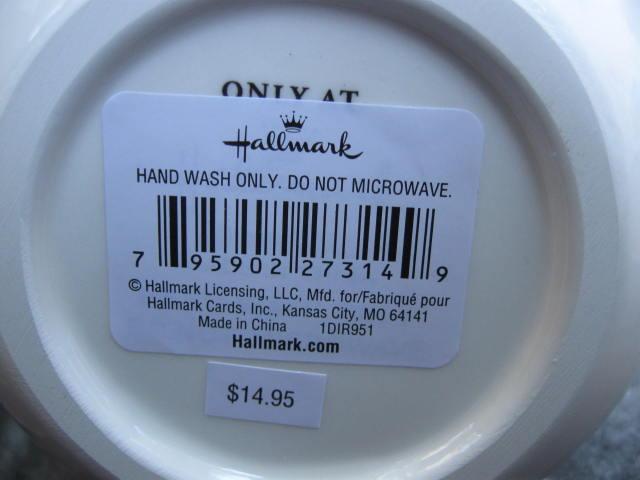 ONLY AT
Hallmark
HAND WASH ONLY. DO NOT MICROWAVE.
7 95902 27314 9
© Hallmark Licensing, LLC, Mfd. for/Fabriqué pour
Hallmark Cards, Inc., Kansas City, MO 64141
Made in China 1DIR951
Hallmark.com
$14.95